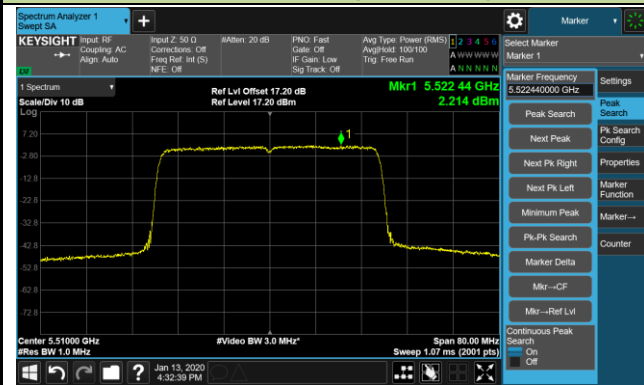 Spectrum Analyzer 1
Swept SA
Marker
KEYSIGHT
Input: RF
Coupling: AC
Align: Auto
Input Z: 50 Ω
Corrections: Off
Freq Ref: Int (S)
NFE: Off
#Atten: 20 dB
PNO: Fast
Gate: Off
IF Gain: Low
Sig Track: Off
Avg Type: Power (RMS)
Avg|Hold: 100/100
Trig: Free Run
1 2 3 4 5 6
A W W W W W
A N N N N N
LXI
Select Marker
Marker 1
1 Spectrum
Scale/Div 10 dB
Log
Ref Lvl Offset 17.20 dB
Ref Level 17.20 dBm
Mkr1 5.522 44 GHz
2.214 dBm
1
7.20
-2.80
-12.8
-22.8
-32.8
-42.8
-52.8
-62.8
-72.8
Center 5.51000 GHz
#Res BW 1.0 MHz
#Video BW 3.0 MHz*
Span 80.00 MHz
Sweep 1.07 ms (2001 pts)
Marker Frequency
5.522440000 GHz
Peak Search
Next Peak
Next Pk Right
Next Pk Left
Minimum Peak
Pk-Pk Search
Marker Delta
Mkr→CF
Mkr→Ref Lvl
Continuous Peak
Search
On
Off
Settings
Peak
Search
Pk Search
Config
Properties
Marker
Function
Marker→
Counter
?
Jan 13, 2020
4:32:39 PM